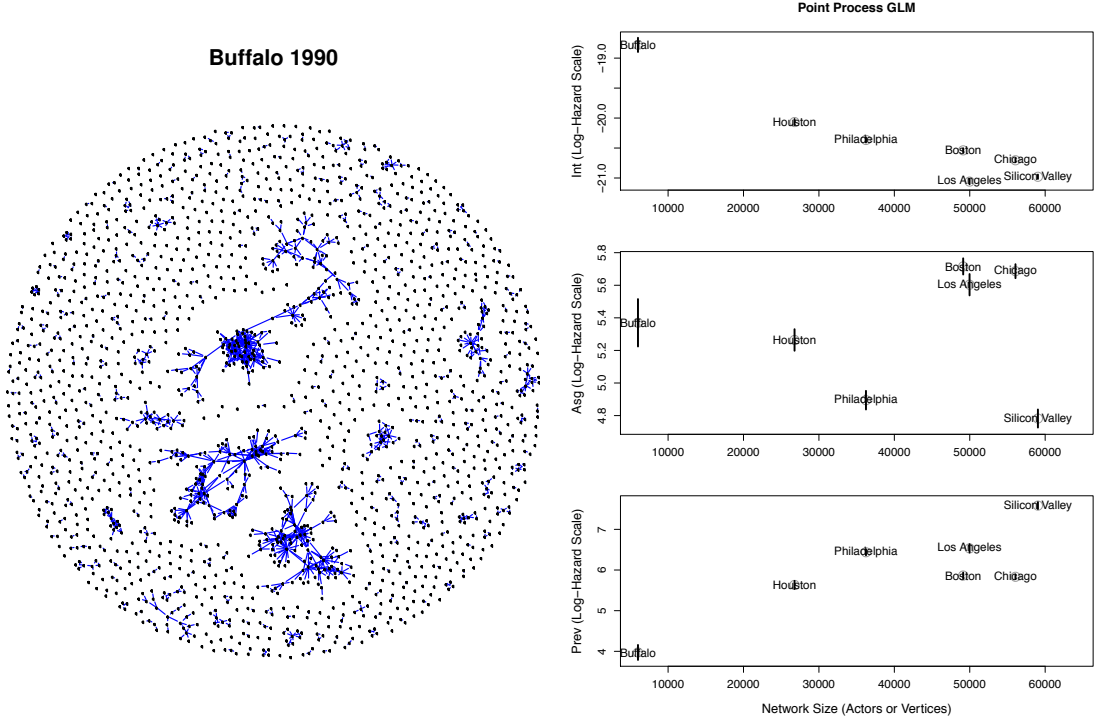 Buffalo 1990
Point Process GLM
Int (Log−Hazard Scale)
−19.0
−20.0
−21.0
Buffalo
Houston
Philadelphia
Boston
Chicago
Los Angeles
Silicon Valley
10000 20000 30000 40000 50000 60000
Asg (Log−Hazard Scale)
5.8
5.6
5.4
5.2
5.0
4.8
Boston
Chicago
Los Angeles
Buffalo
Houston
Philadelphia
Silicon Valley
10000 20000 30000 40000 50000 60000
Prev (Log−Hazard Scale)
7
6
5
4
Silicon Valley
Los Angeles
Philadelphia
Boston
Chicago
Houston
Buffalo
10000 20000 30000 40000 50000 60000
Network Size (Actors or Vertices)